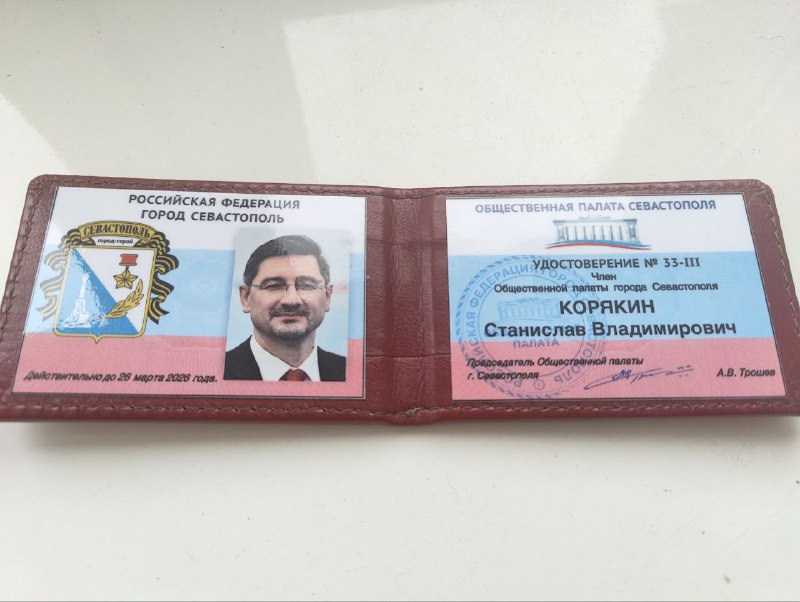 РОССИЙСКАЯ ФЕДЕРАЦИЯ
ГОРОД СЕВАСТОПОЛЬ
СЕВАСТОПОЛЬ
город-герой
Действительно до 26 марта 2026 года.
ОБЩЕСТВЕННАЯ ПАЛАТА СЕВАСТОПОЛЯ
УДОСТОВЕРЕНИЕ № 33-III
Член
Общественной палаты города Севастополя
КОРЯКИН
Станислав Владимирович
ПАЛАТА
Председатель Общественной палаты
г. Севастополя
А.В. Трошев